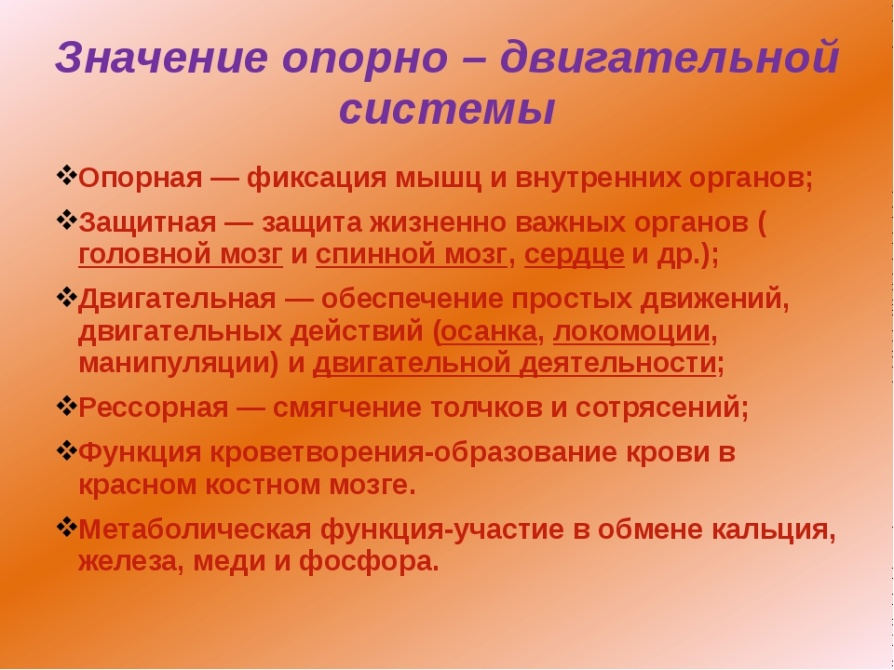 Значение опорно – двигательной
системы
❖Опорная — фиксация мышц и внутренних органов;
❖Защитная — защита жизненно важных органов (
головной мозг и спинной мозг, сердце и др.);
❖Двигательная — обеспечение простых движений,
двигательных действий (осанка, локомоции,
манипуляции) и двигательной деятельности;
❖Рессорная — смягчение толчков и сотрясений;
❖Функция кроветворения-образование крови в
красном костном мозге.
❖Метаболическая функция-участие в обмене кальция,
железа, меди и фосфора.